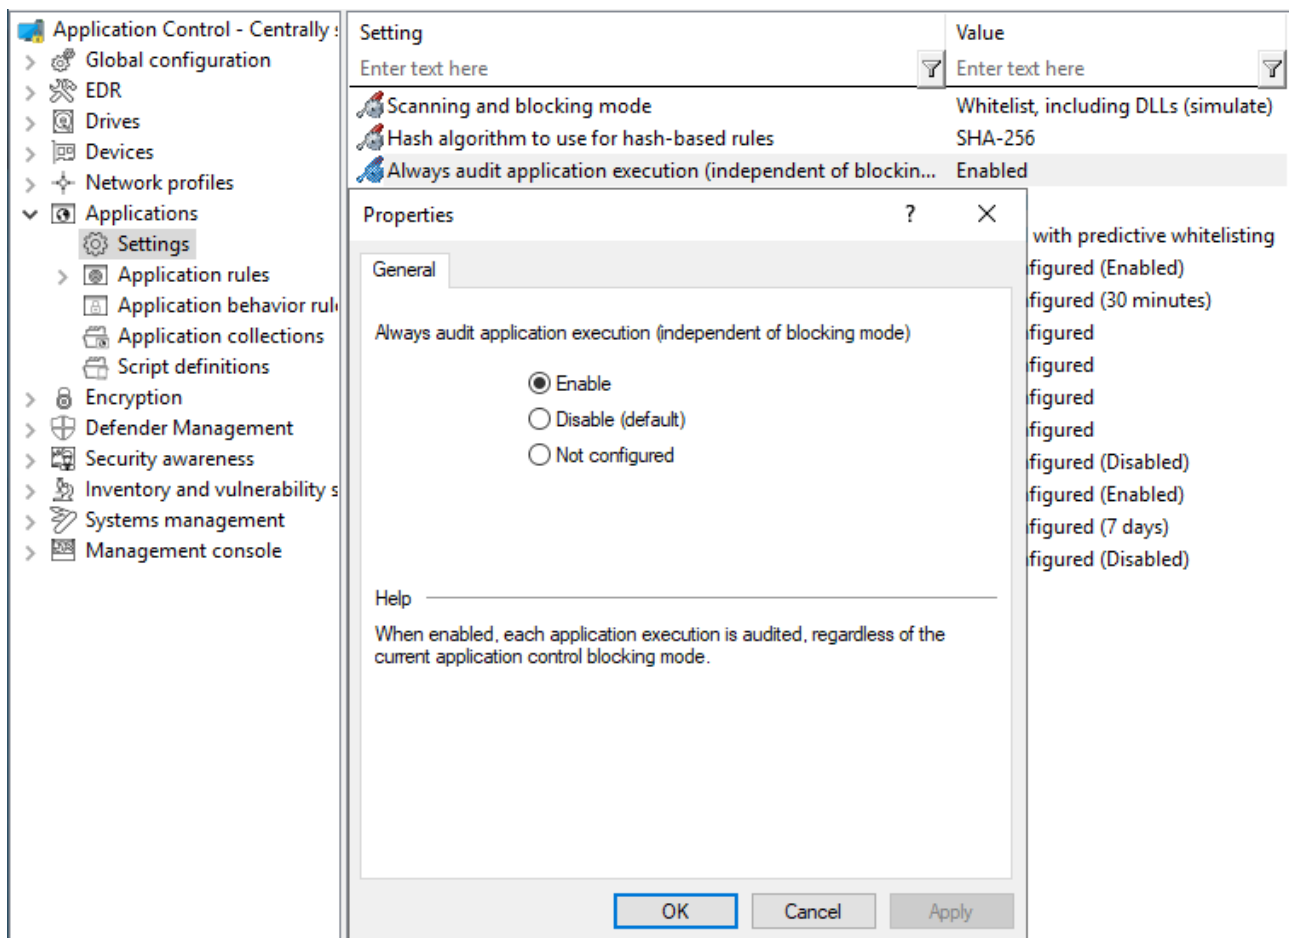 Application Control - Centrally
Global configuration
EDR
Drives
Devices
Network profiles
Applications
Settings
Application rules
Application behavior
Application collections
Script definitions
Encryption
Defender Management
Security awareness
Inventory and vulnerability
Systems management
Management console
Setting Value
Enter text here Enter text here
Scanning and blocking mode Whitelist, including DLLs (simulate)
Hash algorithm to use for hash-based rules SHA-256
Always audit application execution (independent of blockin... Enabled
with predictive whitelisting
figured (Enabled)
figured (30 minutes)
figured
figured
figured
figured
figured (Disabled)
figured (Enabled)
figured (7 days)
figured (Disabled)
Properties ?
General
Always audit application execution (independent of blocking mode)
Enable
Disable (default)
Not configured
Help
When enabled, each application execution is audited, regardless of the
current application control blocking mode.
OK Cancel Apply